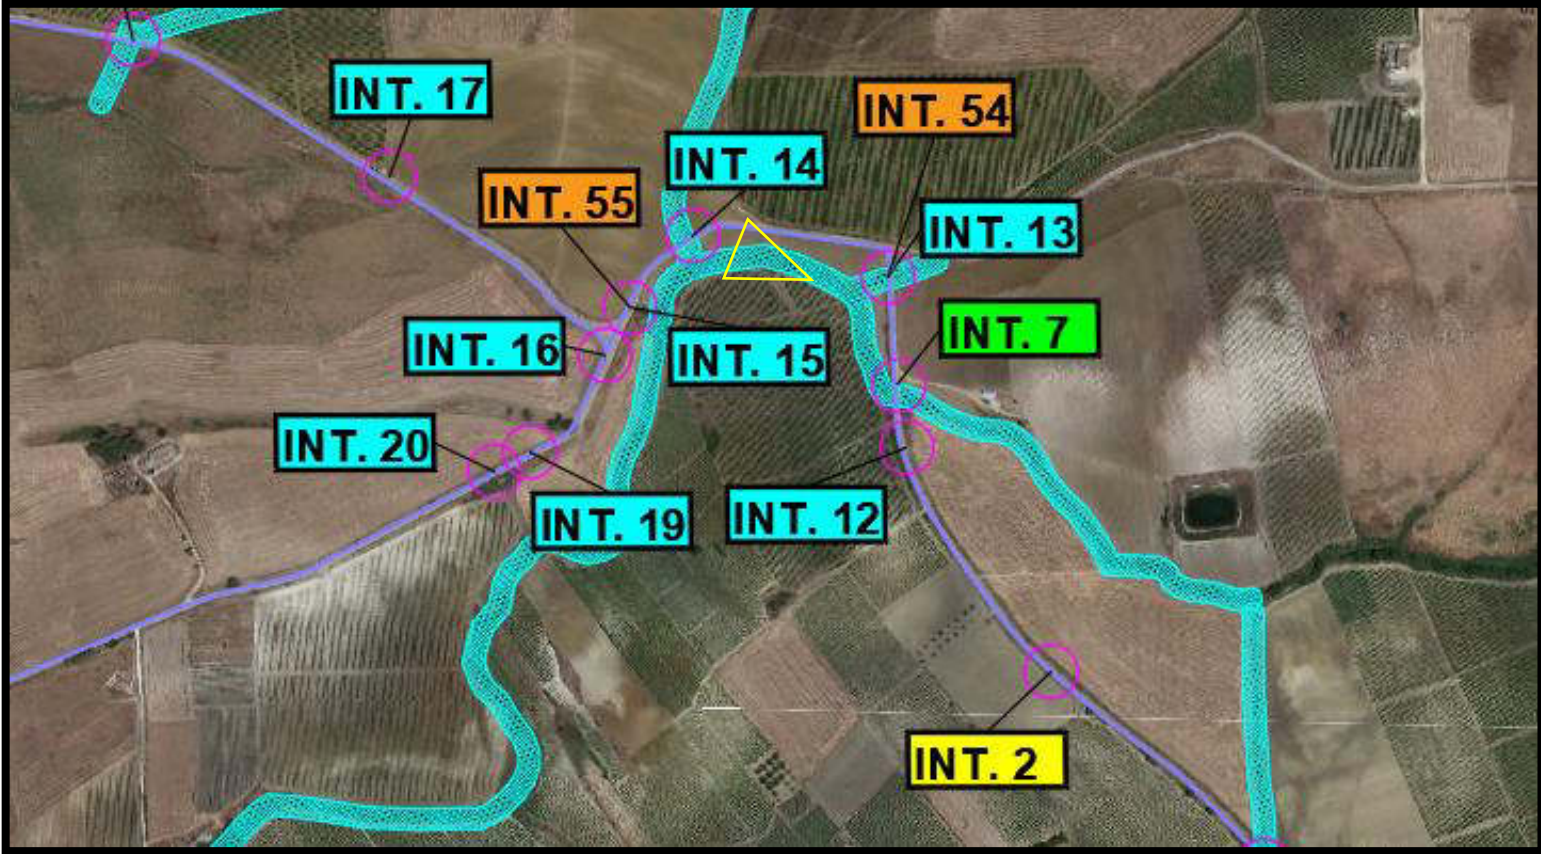 INT. 17
INT. 54
INT. 14
INT. 55
INT. 13
INT. 7
INT. 16
INT. 15
INT. 20
INT. 19
INT. 12
INT. 2